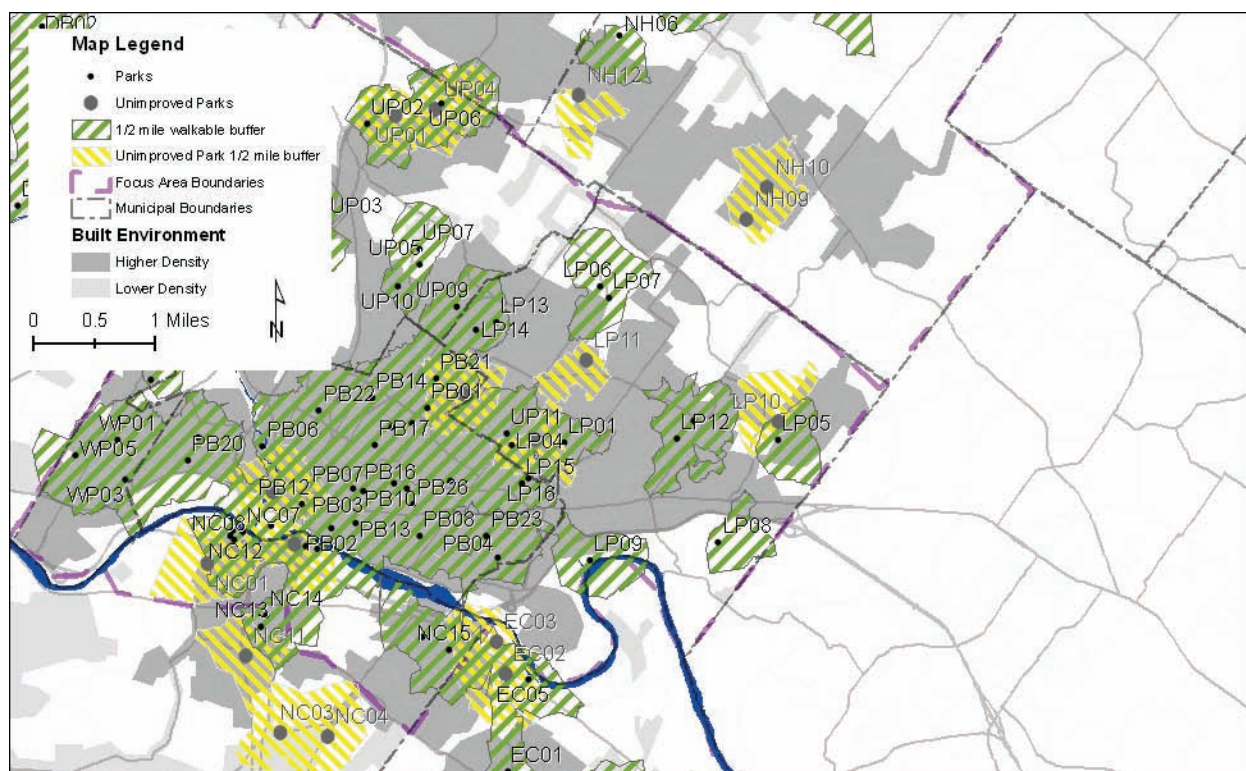 DB02
Map Legend
Parks
Unimproved Parks
1/2 mile walkable buffer
Unimproved Park 1/2 mile buffer
Focus Area Boundaries
Municipal Boundaries
Built Environment
Higher Density
Lower Density
0 0.5 1 Miles
N
NH06
NH12
UP04
UP02
UP06
UP01
NH10
NH09
UP03
UP07
UP05
LP06
LP07
UP10
UP09
LP13
LP14
LP11
PB21
PB14
PB01
PB22
LP10
WP01
PB17
UP11
LP12
PB20
PB06
LP04
LP01
LP05
WP05
PB07
PB16
LP15
WP03
PB12
PB10
PB26
LP16
PB03
NC07
PB08
PB23
NC08
PB13
LP08
NC12
PB02
PB04
LP09
NC01
NC14
NC13
EC03
NC11
NC15
EC02
EC05
NC03
NC04
EC01